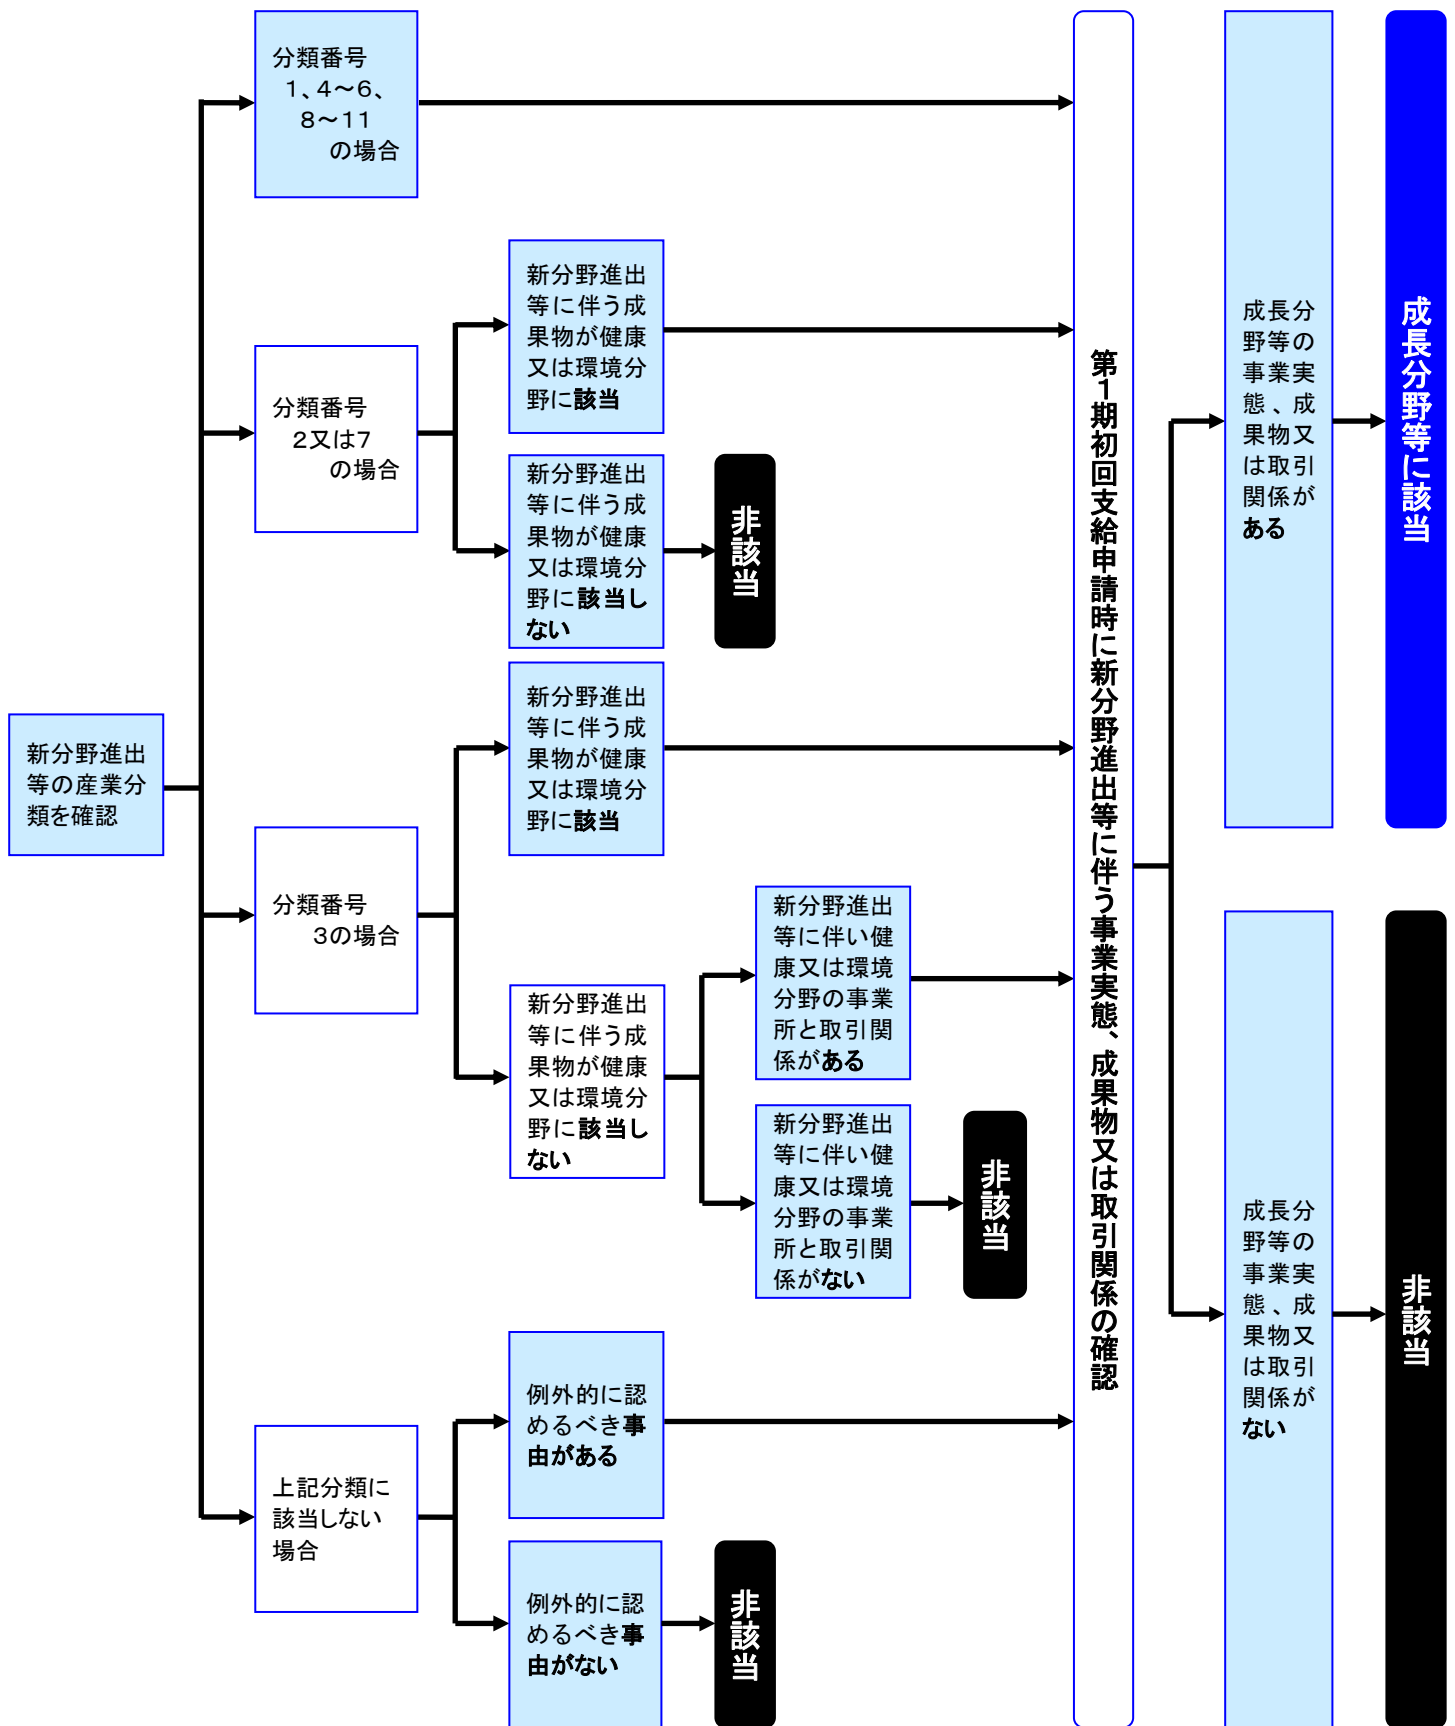 新分野進出
等の産業分
類を確認
分類番号
1、4～6、
8～11
の場合
分類番号
2又は7
の場合
新分野進出
等に伴う成
果物が健康
又は環境分
野に該当
新分野進出
等に伴う成
果物が健康
又は環境分
野に該当し
ない
非該当
分類番号
3の場合
新分野進出
等に伴う成
果物が健康
又は環境分
野に該当
新分野進出
等に伴う成
果物が健康
又は環境分
野に該当し
ない
新分野進出
等に伴い健
康又は環境
分野の事業
所と取引関
係がある
新分野進出
等に伴い健
康又は環境
分野の事業
所と取引関
係がない
非該当
上記分類に
該当しない
場合
例外的に認
めるべき事
由がある
例外的に認
めるべき事
由がない
非該当
第1期初回支給申請時に新分野進出等に伴う事業実態、成果物又は取引関係の確認
成長分
野等の
事業実
態、成
果物又
は取引
関係が
ある
成長分野等に該当
成長分
野等の
事業実
態、成
果物又
は取引
関係が
ない
非該当